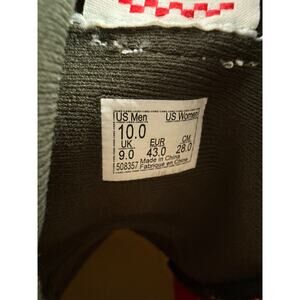 US Men US Women
10.0
UK EUR CM
9.0 43.0 28.0
508357 Made in China
Fabriqué en Chine